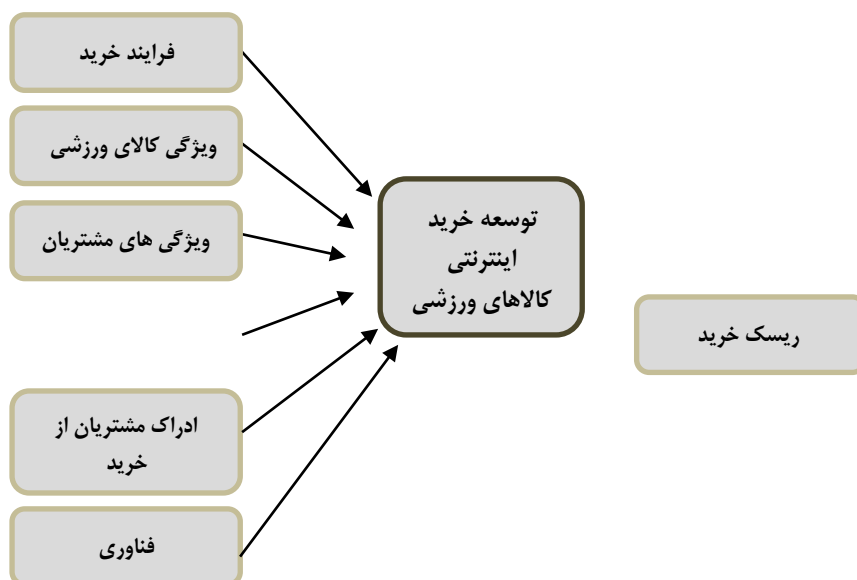 فرایند خرید
ویژگی کالای ورزشی
ویژگی های مشتریان
توسعه خرید
اینترنتی
کالاهای ورزشی
ریسک خرید
ادراک مشتریان از
خرید
فناوری